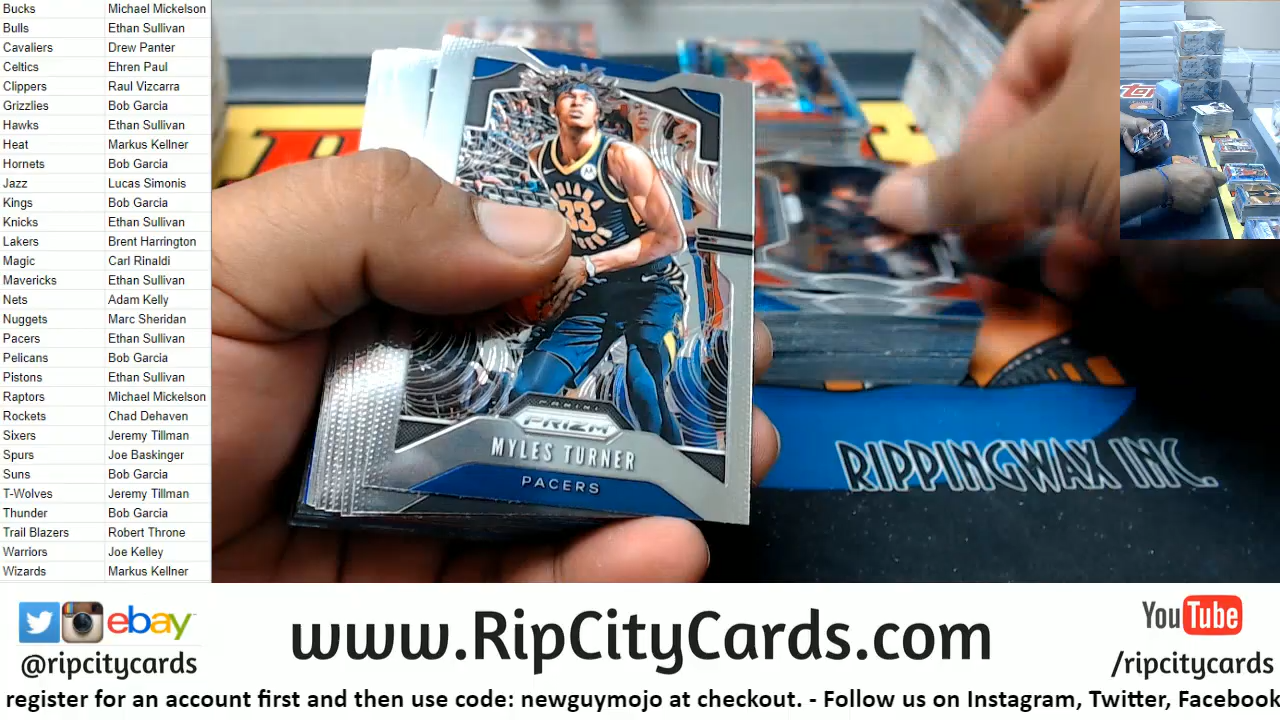 Bucks Michael Mickelson
Bulls Ethan Sullivan
Cavaliers Drew Panter
Celtics Ehren Paul
Clippers Raul Vizcarra
Grizzlies Bob Garcia
Hawks Ethan Sullivan
Heat Markus Kellner
Hornets Bob Garcia
Jazz Lucas Simonis
Kings Bob Garcia
Knicks Ethan Sullivan
Lakers Brent Harrington
Magic Carl Rinaldi
Mavericks Ethan Sullivan
Nets Adam Kelly
Nuggets Marc Sheridan
Pacers Ethan Sullivan
Pelicans Bob Garcia
Pistons Ethan Sullivan
Raptors Michael Mickelson
Rockets Chad Dehaven
Sixers Jeremy Tillman
Spurs Joe Baskinger
Suns Bob Garcia
T-Wolves Jeremy Tillman
Thunder Bob Garcia
Trail Blazers Robert Throne
Warriors Joe Kelley
Wizards Markus Kellner
INDIANA
33
PANINI
PRIZM
MYLES TURNER
PACERS
RIPPINGWAX INC.
ebay
@ripcitycards
www.RipCityCards.com
YouTube
/ripcitycards
register for an account first and then use code: newguymojo at checkout. - Follow us on Instagram, Twitter, Facebook